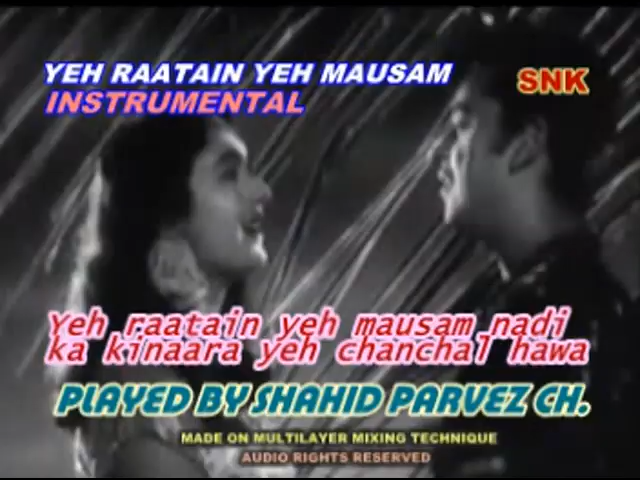 YEH RAATAIN YEH MAUSAM
SNK
INSTRUMENTAL
Yeh raatain yeh mausam nadi
ka kinaara yeh chanchal hawa
PLAYED BY SHAHID PARVEZ CH.
MADE ON MULTILAYER MIXING TECHNIQUE
AUDIO RIGHTS RESERVED